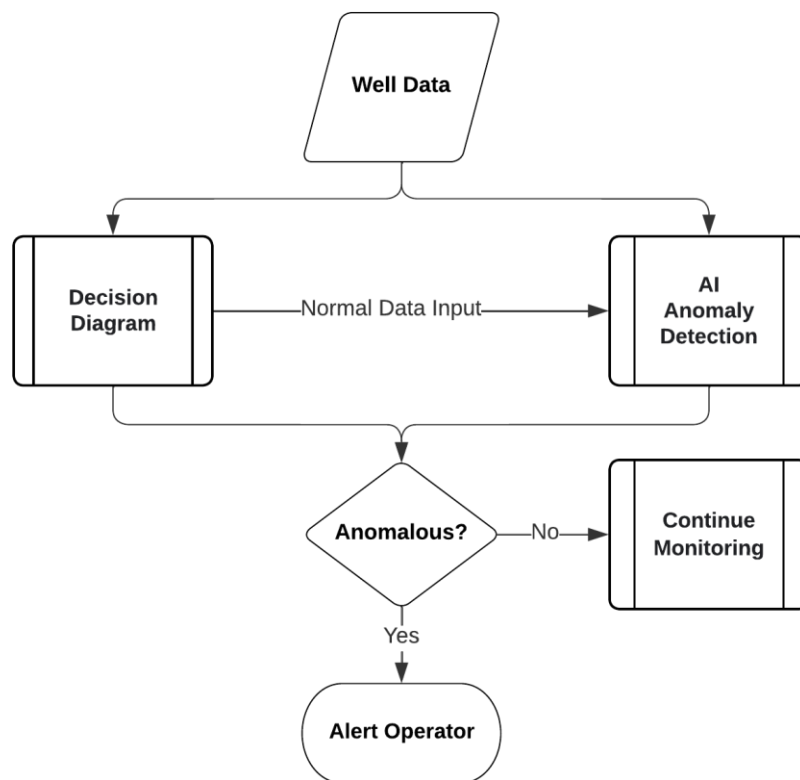 Well Data
Decision
Diagram
Normal Data Input
AI
Anomaly
Detection
Anomalous?
No
Continue
Monitoring
Yes
Alert Operator